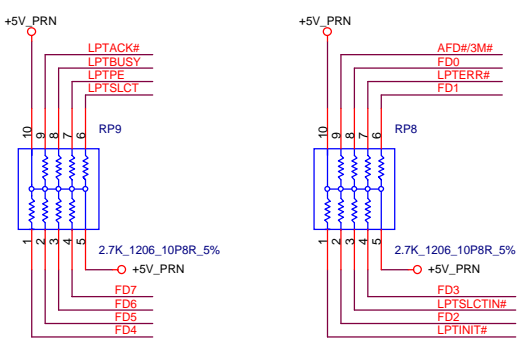 +5V_PRN
LPTACK#
LPTBUSY
LPTPE
LPTSLCT
10 9 8 7 6
RP9
1 2 3 4 5
2.7K_1206_10P8R_5%
+5V_PRN
FD7
FD6
FD5
FD4
+5V_PRN
AFD#/3M#
FD0
LPTERR#
FD1
10 9 8 7 6
RP8
1 2 3 4 5
2.7K_1206_10P8R_5%
+5V_PRN
FD3
LPTSLCTIN#
FD2
LPTINIT#